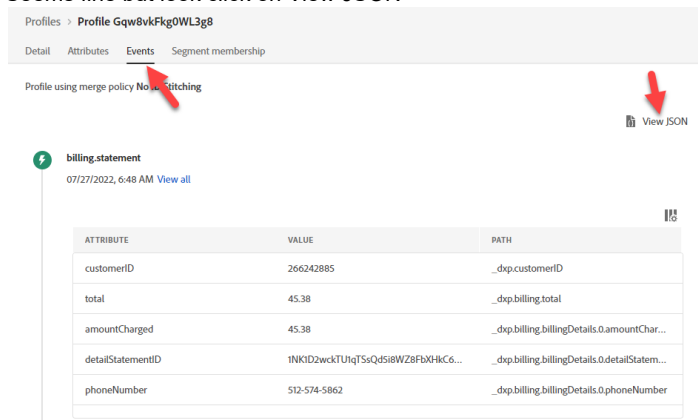 Profiles > Profile Gqw8vkFkg0WL3g8
Detail Attributes Events Segment membership
Profile using merge policy Stitching
View JSON
billing.statement
07/27/2022, 6:48 AM View all
ATTRIBUTE VALUE PATH
customerID 266242885 _dxp.customerID
total 45.38 _dxp.billing.total
amountCharged 45.38 _dxp.billing.billingDetails.0.amountChar...
detailStatementID 1NK1D2wckTU1qTSsQdSi8WZ8FbXHkC6... _dxp.billing.billingDetails.0.detailStatem...
phoneNumber 512-574-5862 _dxp.billing.billingDetails.0.phoneNumber